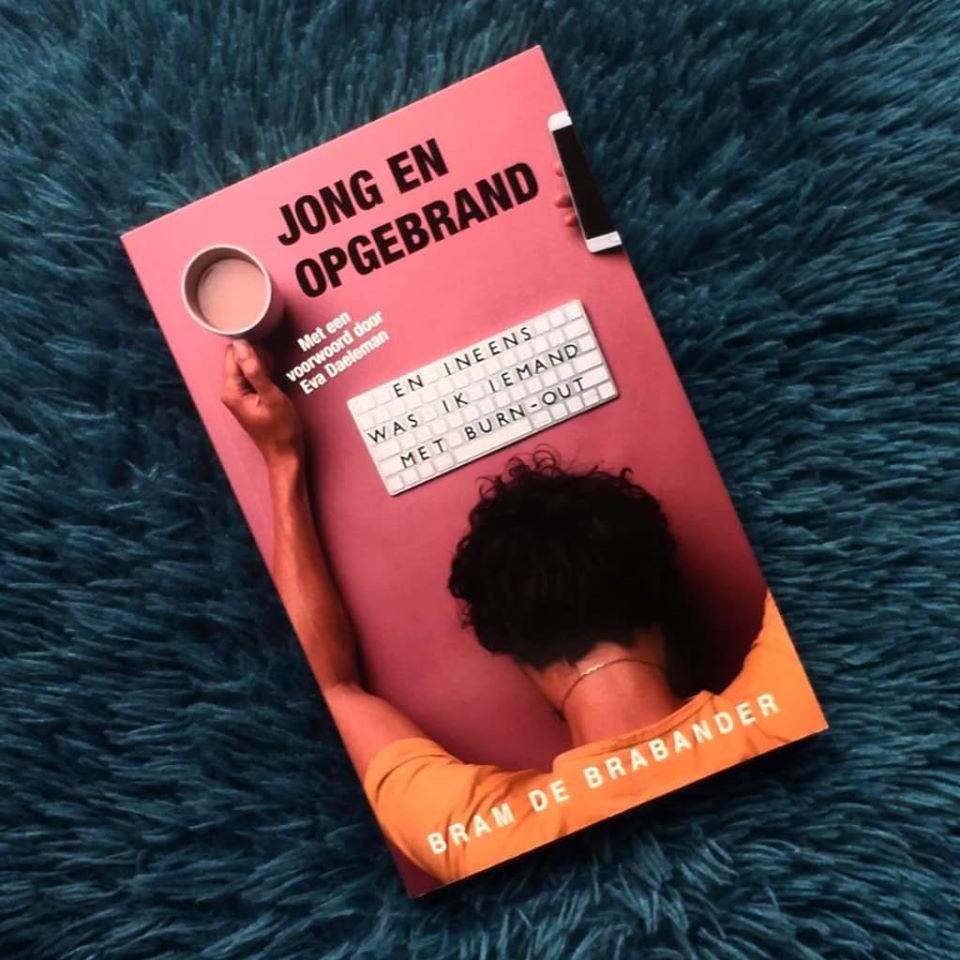 JONG EN
OPGEBRAND
Met een
voorwoord door
Eva Daeleman
EN INEENS
WAS IK IEMAND
MET BURN-OUT
BRAM DE BRABANDER